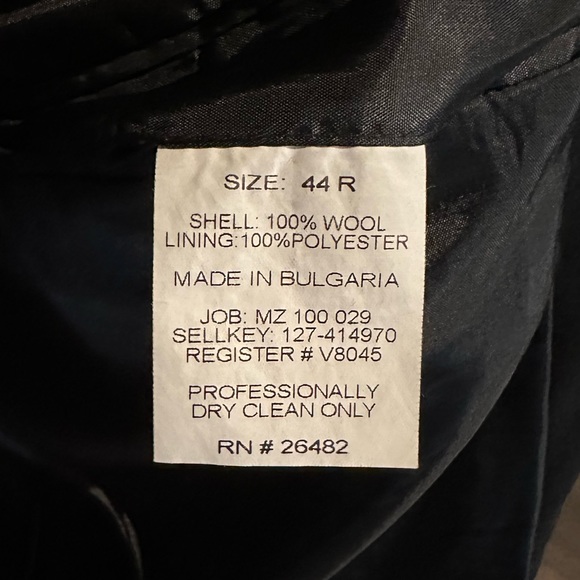 SIZE: 44 R
SHELL: 100% WOOL
LINING:100%POLYESTER
MADE IN BULGARIA
JOB: MZ 100 029
SELLKEY: 127-414970
REGISTER # V8045
PROFESSIONALLY
DRY CLEAN ONLY
RN # 26482